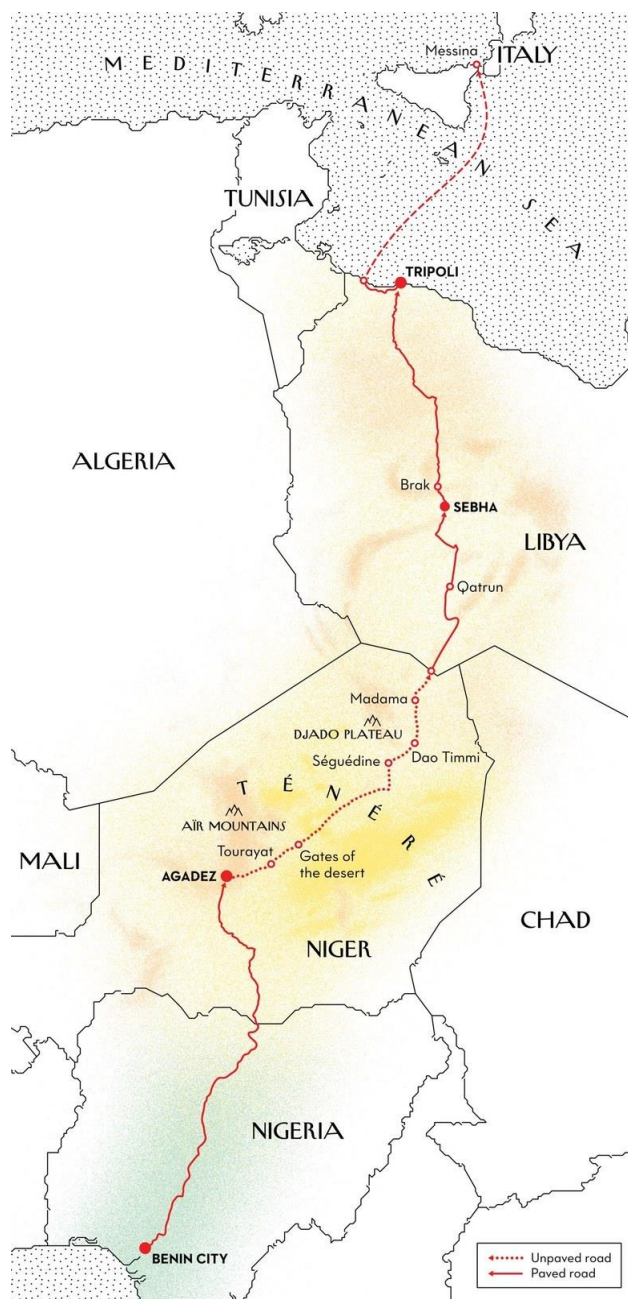 Messina
ITALY
MEDITERRANEAN SEA
TUNISIA
TRIPOLI
ALGERIA
Brak
SEBHA
LIBYA
Qatrun
Madama
DJADO PLATEAU
Séguédine
Dao Timmi
TÉNÉRÉ
AÏR MOUNTAINS
MALI
Tourayat
Gates of
the desert
AGADEZ
CHAD
NIGER
NIGERIA
BENIN CITY
Unpaved road
Paved road